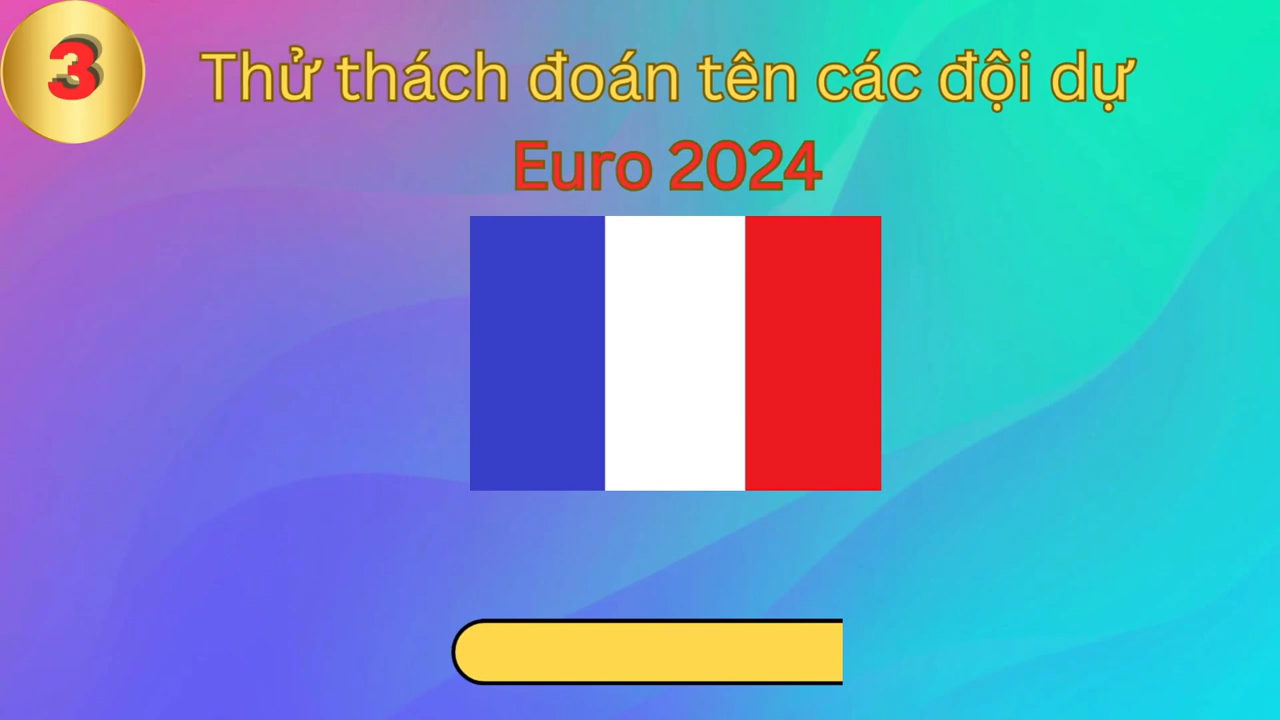 3
Thử thách đoán tên các đội dự
Euro 2024